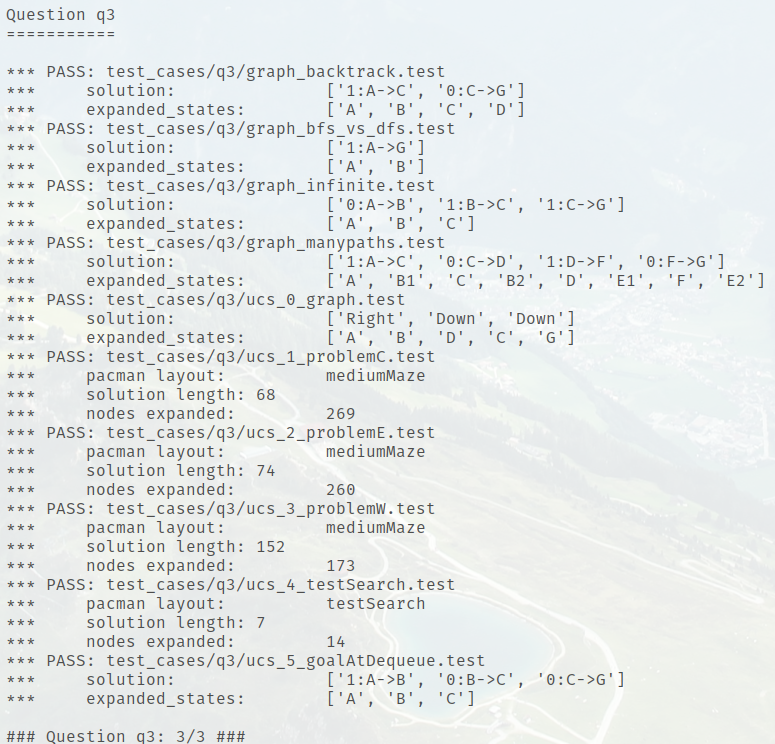 Question q3
===========
*** PASS: test_cases/q3/graph_backtrack.test
***     solution:               ['1:A->C', '0:C->G']
***     expanded_states:        ['A', 'B', 'C', 'D']
*** PASS: test_cases/q3/graph_bfs_vs_dfs.test
***     solution:               ['1:A->G']
***     expanded_states:        ['A', 'B']
*** PASS: test_cases/q3/graph_infinite.test
***     solution:               ['0:A->B', '1:B->C', '1:C->G']
***     expanded_states:        ['A', 'B', 'C']
*** PASS: test_cases/q3/graph_manypaths.test
***     solution:               ['1:A->C', '0:C->D', '1:D->F', '0:F->G']
***     expanded_states:        ['A', 'B1', 'C', 'B2', 'D', 'E1', 'F', 'E2']
*** PASS: test_cases/q3/ucs_0_graph.test
***     solution:               ['Right', 'Down', 'Down']
***     expanded_states:        ['A', 'B', 'D', 'C', 'G']
*** PASS: test_cases/q3/ucs_1_problemC.test
***     pacman layout:          mediumMaze
***     solution length: 68
***     nodes expanded:         269
*** PASS: test_cases/q3/ucs_2_problemE.test
***     pacman layout:          mediumMaze
***     solution length: 74
***     nodes expanded:         260
*** PASS: test_cases/q3/ucs_3_problemW.test
***     pacman layout:          mediumMaze
***     solution length: 152
***     nodes expanded:         173
*** PASS: test_cases/q3/ucs_4_testSearch.test
***     pacman layout:          testSearch
***     solution length: 7
***     nodes expanded:         14
*** PASS: test_cases/q3/ucs_5_goalAtDequeue.test
***     solution:               ['1:A->B', '0:B->C', '0:C->G']
***     expanded_states:        ['A', 'B', 'C']
### Question q3: 3/3 ###